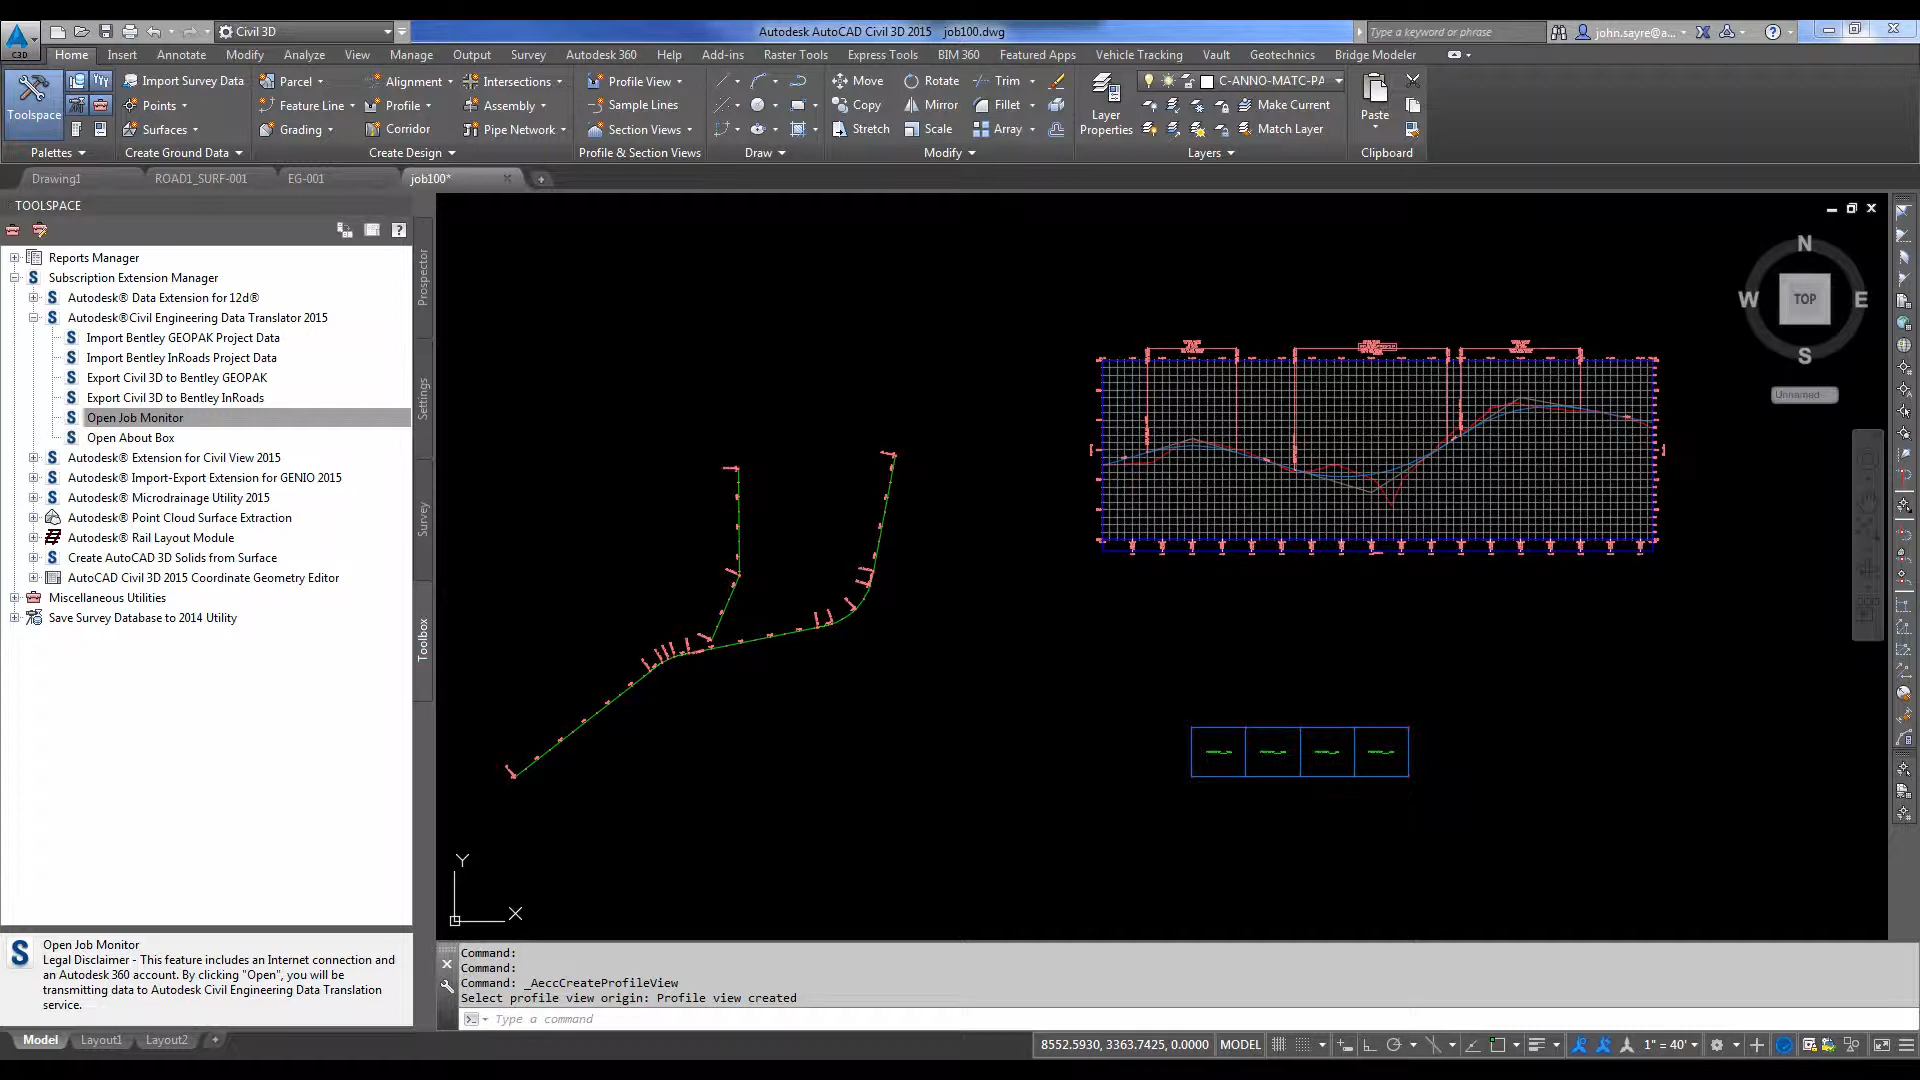 Civil 3D
Autodesk AutoCAD Civil 3D 2015 job100.dwg
Type a keyword or phrase
john.sayre@a...
C3D
Home Insert Annotate Modify Analyze View Manage Output Survey Autodesk 360 Help Add-ins Raster Tools Express Tools BIM 360 Featured Apps Vehicle Tracking Vault Geotechnics Bridge Modeler
Import Survey Data Parcel Alignment Intersections Profile View Move Rotate Trim C-ANNO-MATC-PA
Points Feature Line Profile Assembly Sample Lines Copy Mirror Fillet Make Current
Surfaces Grading Corridor Pipe Network Section Views Stretch Scale Array Match Layer
Toolspace
Layer
Properties
Paste
Palettes Create Ground Data Create Design Profile & Section Views Draw Modify Layers Clipboard
Drawing1 ROAD1_SURF-001 EG-001 job100*
TOOLSPACE
Reports Manager
Subscription Extension Manager
Autodesk® Data Extension for 12d®
Autodesk®Civil Engineering Data Translator 2015
Import Bentley GEOPAK Project Data
Import Bentley InRoads Project Data
Export Civil 3D to Bentley GEOPAK
Export Civil 3D to Bentley InRoads
Open Job Monitor
Open About Box
Autodesk® Extension for Civil View 2015
Autodesk® Import-Export Extension for GENIO 2015
Autodesk® Microdrainage Utility 2015
Autodesk® Point Cloud Surface Extraction
Autodesk® Rail Layout Module
Create AutoCAD 3D Solids from Surface
AutoCAD Civil 3D 2015 Coordinate Geometry Editor
Miscellaneous Utilities
Save Survey Database to 2014 Utility
Prospector
Settings
Survey
Toolbox
N
W TOP E
S
Unnamed
Y
X
Open Job Monitor
Legal Disclaimer - This feature includes an Internet connection and
an Autodesk 360 account. By clicking "Open", you will be
transmitting data to Autodesk Civil Engineering Data Translation
service.
Command:
Command:
Command: _AeccCreateProfileView
Select profile view origin: Profile view created
Type a command
Model Layout1 Layout2 +
8552.5930, 3363.7425, 0.0000 MODEL 1" = 40'